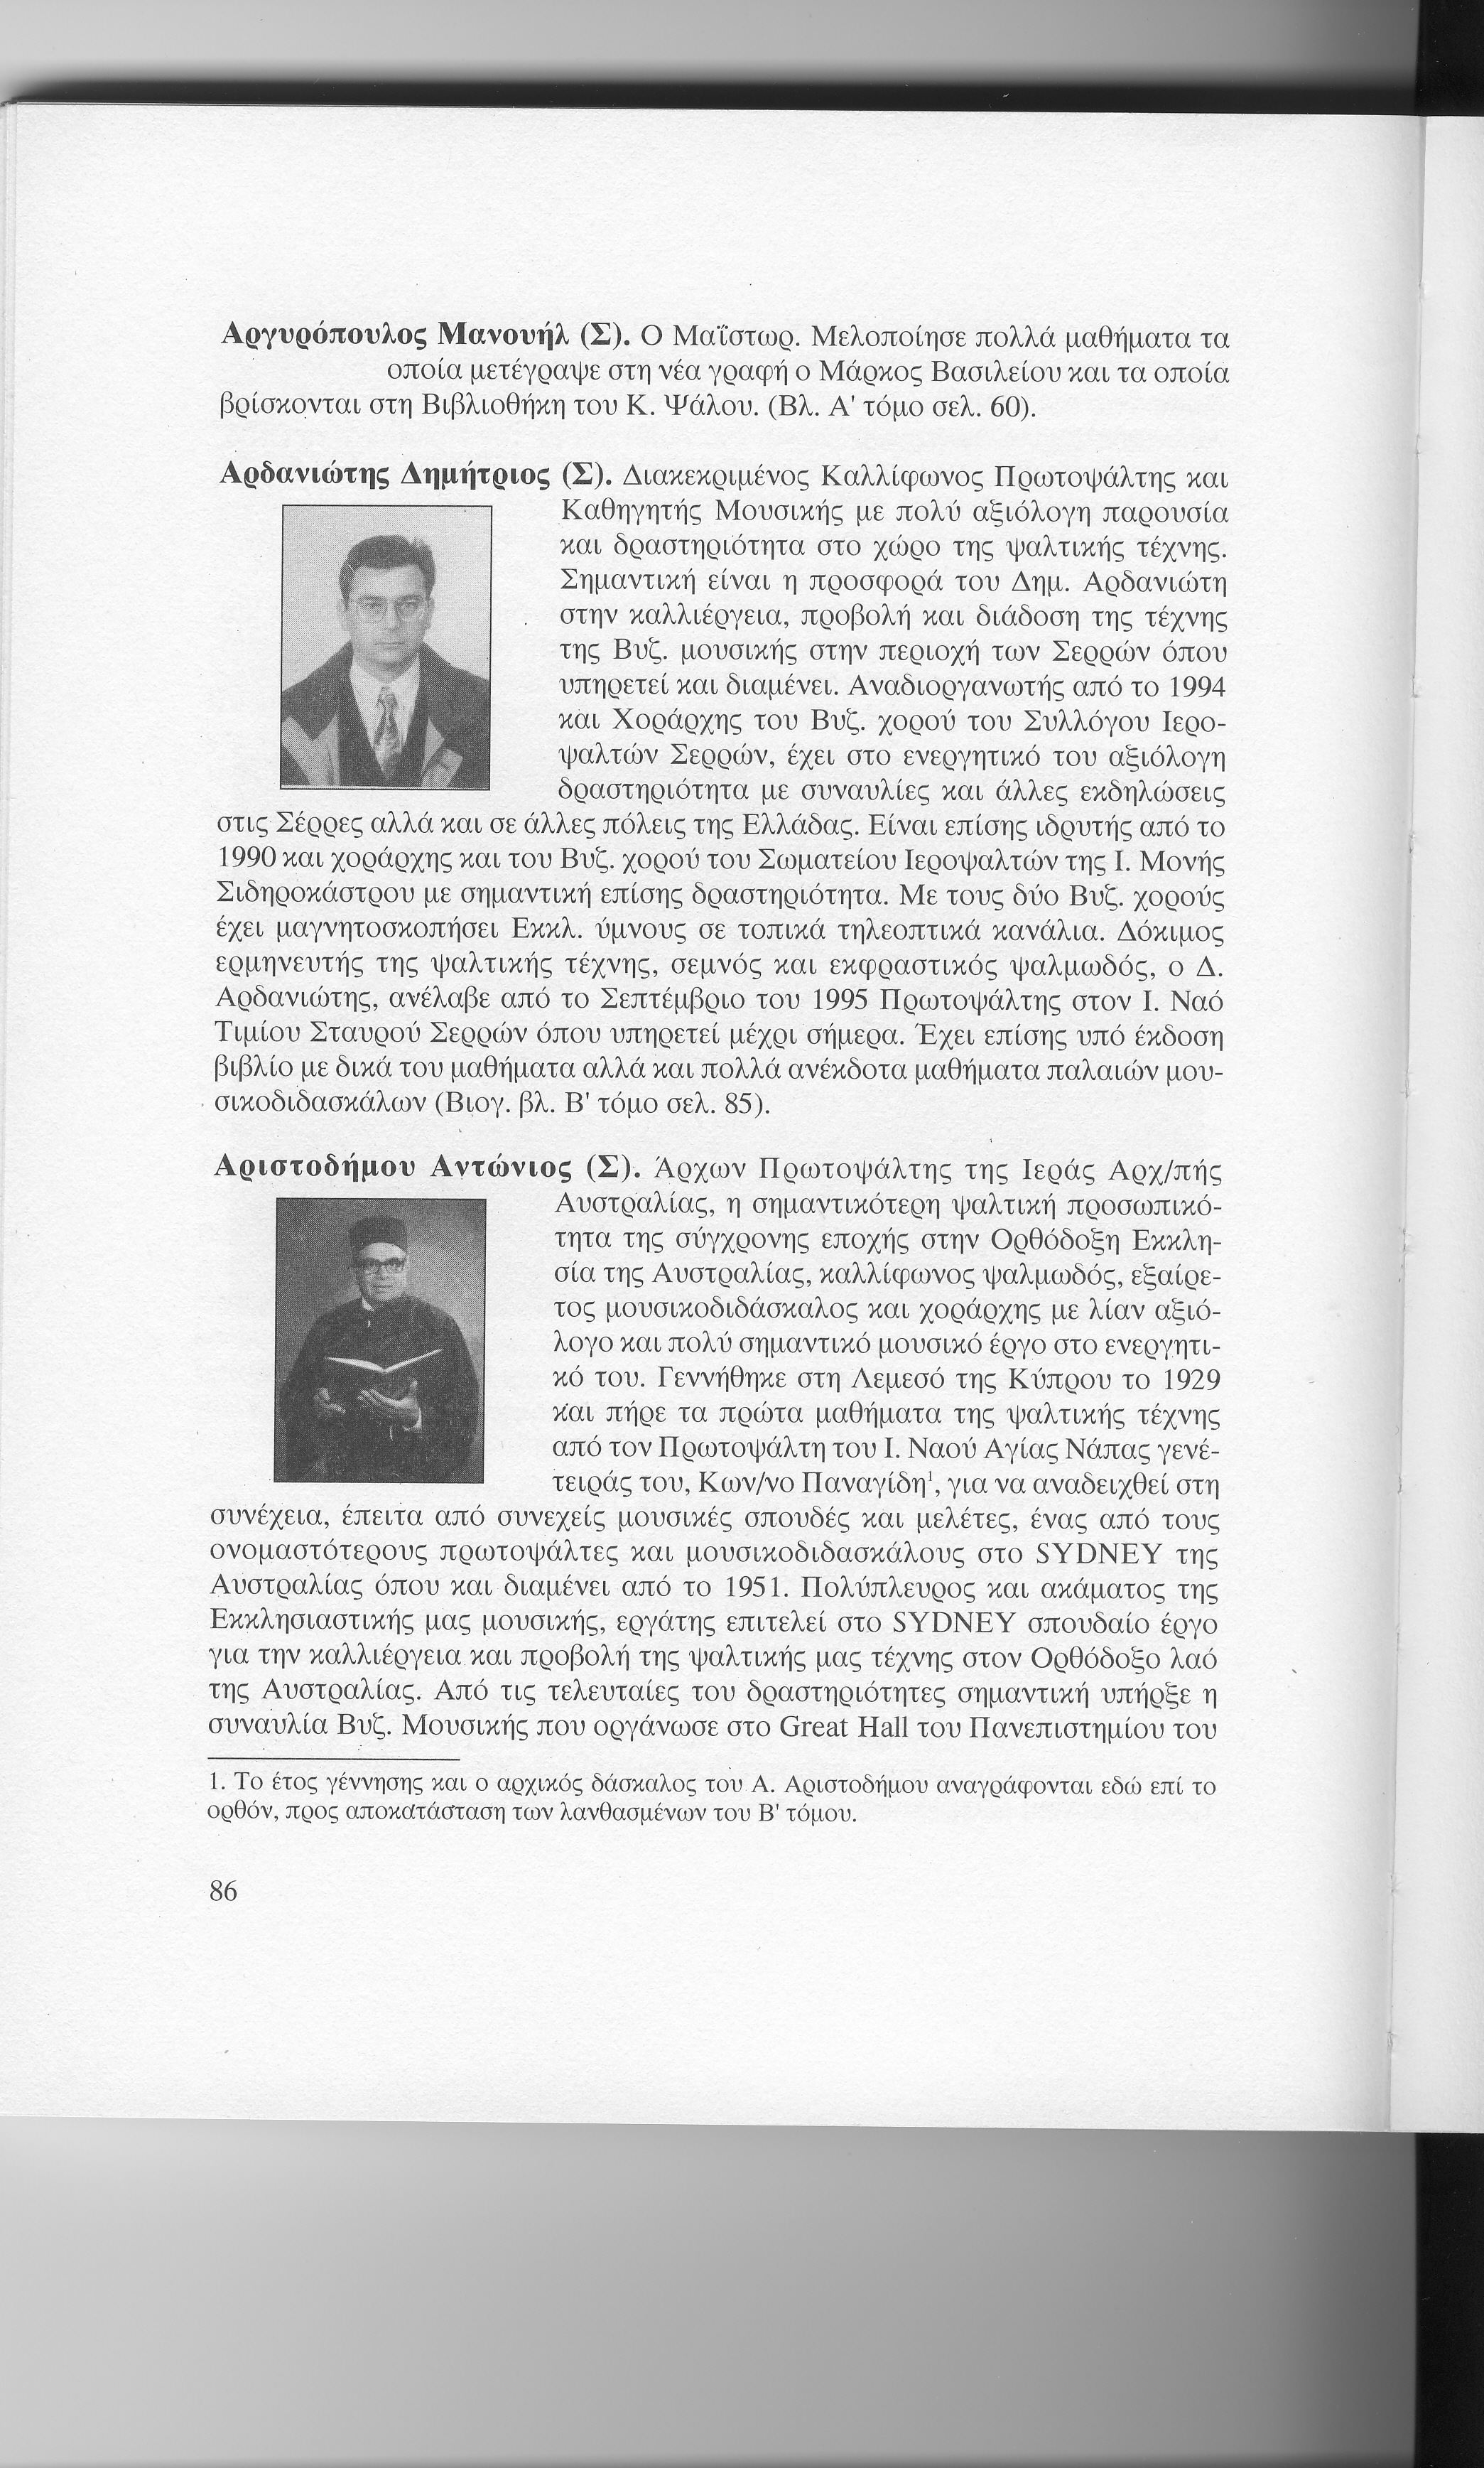 Αργυρόπουλος Μανουήλ (Σ). Ο Μαΐστωρ. Μελοποίησε πολλά μαθήματα τα
οποία μετέγραψε στη νέα γραφή ο Μάρκος Βασιλείου και τα οποία
βρίσκονται στη Βιβλιοθήκη του Κ. Ψάλου. (Βλ. Α' τόμο σελ. 60).
Αρδανιώτης Δημήτριος (Σ). Διακεκριμένος Καλλίφωνος Πρωτοψάλτης και
Καθηγητής Μουσικής με πολύ αξιόλογη παρουσία
και δραστηριότητα στο χώρο της ψαλτικής τέχνης.
Σημαντική είναι η προσφορά του Δημ. Αρδανιώτη
στην καλλιέργεια, προβολή και διάδοση της τέχνης
της Βυζ. μουσικής στην περιοχή των Σερρών όπου
υπηρετεί και διαμένει. Αναδιοργανωτής από το 1994
και Χοράρχης του Βυζ. χορού του Συλλόγου Ιερο-
ψαλτών Σερρών, έχει στο ενεργητικό του αξιόλογη
δραστηριότητα με συναυλίες και άλλες εκδηλώσεις
στις Σέρρες αλλά και σε άλλες πόλεις της Ελλάδας. Είναι επίσης ιδρυτής από το
1990 και χοράρχης και του Βυζ. χορού του Σωματείου Ιεροψαλτών της Ι. Μονής
Σιδηροκάστρου με σημαντική επίσης δραστηριότητα. Με τους δύο Βυζ. χορούς
έχει μαγνητοσκοπήσει Εκκλ. ύμνους σε τοπικά τηλεοπτικά κανάλια. Δόκιμος
ερμηνευτής της ψαλτικής τέχνης, σεμνός και εκφραστικός ψαλμωδός, ο Δ.
Αρδανιώτης, ανέλαβε από το Σεπτέμβριο του 1995 Πρωτοψάλτης στον Ι. Ναό
Τιμίου Σταυρού Σερρών όπου υπηρετεί μέχρι σήμερα. Έχει επίσης υπό έκδοση
βιβλίο με δικά του μαθήματα αλλά και πολλά ανέκδοτα μαθήματα παλαιών μου-
σικοδιδασκάλων (Βιογ. βλ. Β' τόμο σελ. 85).
Αριστοδήμου Αντώνιος (Σ). Άρχων Πρωτοψάλτης της Ιεράς Αρχ/πής
Αυστραλίας, η σημαντικότερη ψαλτική προσωπικό-
τητα της σύγχρονης εποχής στην Ορθόδοξη Εκκλη-
σία της Αυστραλίας, καλλίφωνος ψαλμωδός, εξαίρε-
τος μουσικοδιδάσκαλος και χοράρχης με λίαν αξιό-
λογο και πολύ σημαντικό μουσικό έργο στο ενεργητι-
κό του. Γεννήθηκε στη Λεμεσό της Κύπρου το 1929
και πήρε τα πρώτα μαθήματα της ψαλτικής τέχνης
από τον Πρωτοψάλτη του Ι. Ναού Αγίας Νάπας γενέ-
τειράς του, Κων/νο Παναγίδη¹, για να αναδειχθεί στη
συνέχεια, έπειτα από συνεχείς μουσικές σπουδές και μελέτες, ένας από τους
ονομαστότερους πρωτοψάλτες και μουσικοδιδασκάλους στο SYDNEY της
Αυστραλίας όπου και διαμένει από το 1951. Πολύπλευρος και ακάματος της
Εκκλησιαστικής μας μουσικής, εργάτης επιτελεί στο SYDNEY σπουδαίο έργο
για την καλλιέργεια και προβολή της ψαλτικής μας τέχνης στον Ορθόδοξο λαό
της Αυστραλίας. Από τις τελευταίες του δραστηριότητες σημαντική υπήρξε η
συναυλία Βυζ. Μουσικής που οργάνωσε στο Great Hall του Πανεπιστημίου του
1. Το έτος γέννησης και ο αρχικός δάσκαλος του Α. Αριστοδήμου αναγράφονται εδώ επί το
ορθόν, προς αποκατάσταση των λανθασμένων του Β' τόμου.
86